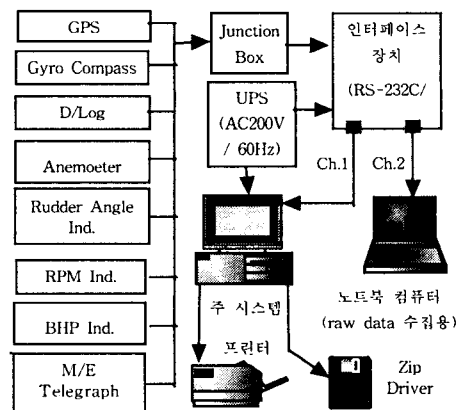 GPS
Gyro Compass
D/Log
Anemoeter
Rudder Angle
Ind.
RPM Ind.
BHP Ind.
M/E
Telegraph
Junction
Box
UPS
(AC200V
/ 60Hz)
인터페이스
장치
(RS-232C/
Ch.1
Ch.2
주 시스템
프린터
노트북 컴퓨터
(raw data 수집용)
Zip
Driver